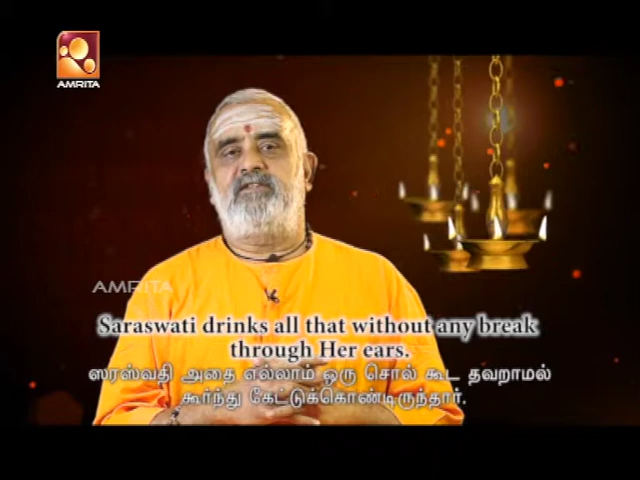 AMRITA
AMRITA
Saraswati drinks all that without any break
through Her ears.
ஸரஸ்வதி அதை எல்லாம் ஒரு சொல் கூட தவறாமல்
கூர்ந்து கேட்டுக்கொண்டிருந்தார்.